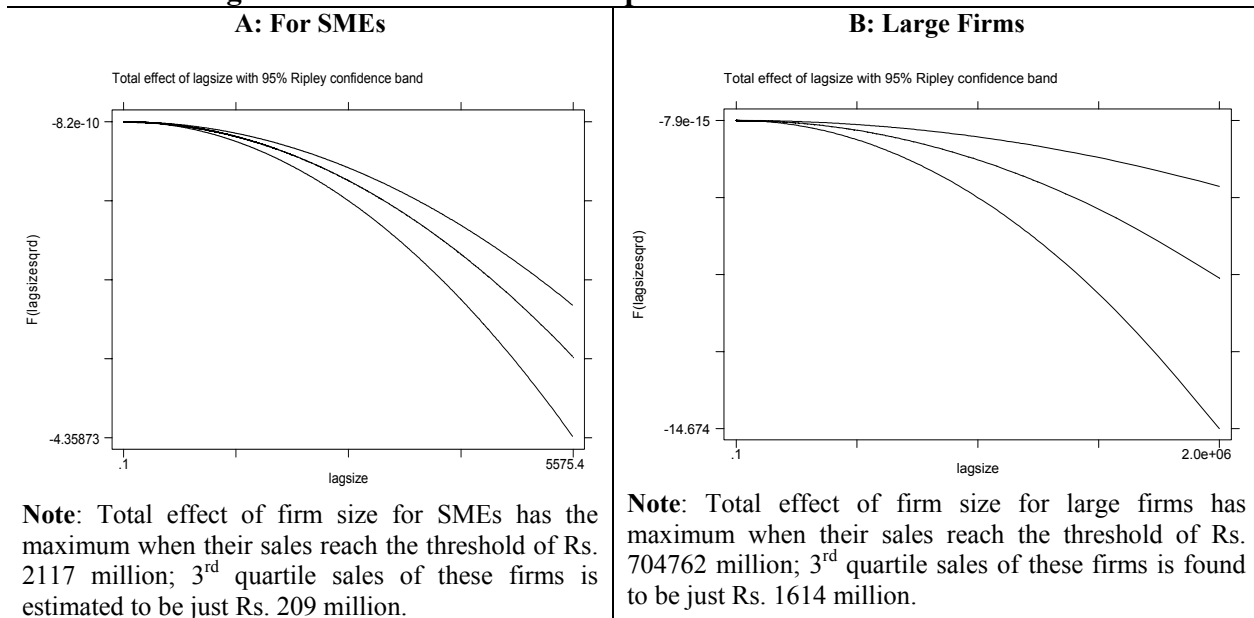 A: For SMEs
Total effect of lagsize with 95% Ripley confidence band
-8.2e-10
F(lagsizesqrd)
-4.35873
.1
5575.4
lagsize
Note: Total effect of firm size for SMEs has the
maximum when their sales reach the threshold of Rs.
2117 million; 3rd quartile sales of these firms is
estimated to be just Rs. 209 million.
B: Large Firms
Total effect of lagsize with 95% Ripley confidence band
-7.9e-15
F(lagsizesqrd)
-14.674
.1
2.0e+06
lagsize
Note: Total effect of firm size for large firms has
maximum when their sales reach the threshold of Rs.
704762 million; 3rd quartile sales of these firms is found
to be just Rs. 1614 million.